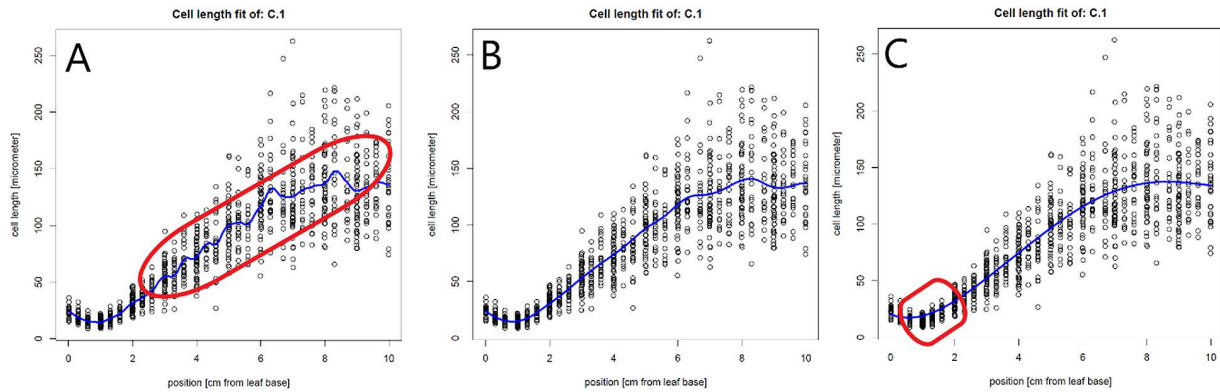 Cell length fit of: C.1
A
cell length [micrometer]
250
200
150
100
50
0
0 2 4 6 8 10
position [cm from leaf base]
Cell length fit of: C.1
B
cell length [micrometer]
250
200
150
100
50
0
0 2 4 6 8 10
position [cm from leaf base]
Cell length fit of: C.1
C
cell length [micrometer]
250
200
150
100
50
0
0 2 4 6 8 10
position [cm from leaf base]